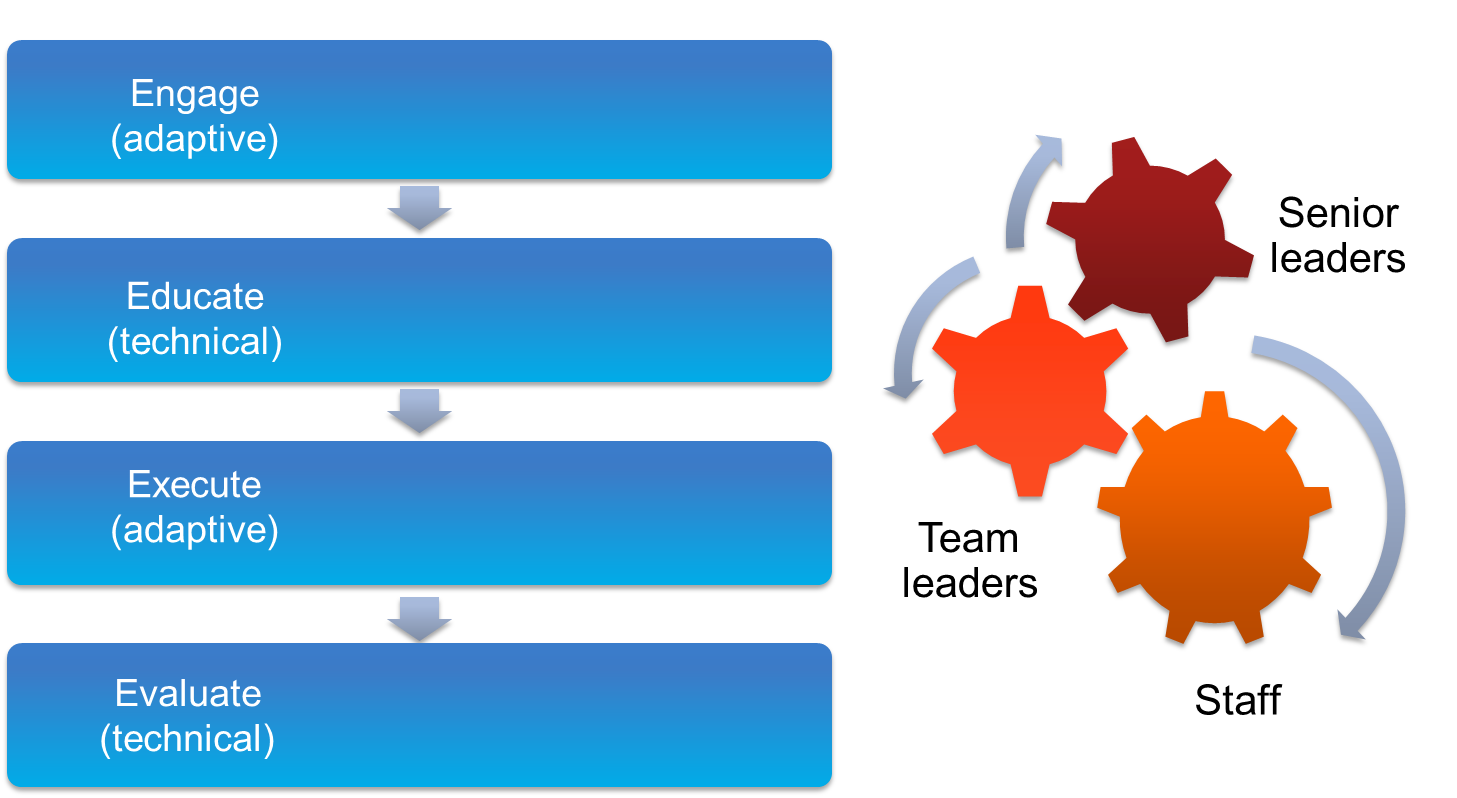 Engage
(adaptive)
Educate
(technical)
Execute
(adaptive)
Evaluate
(technical)
Senior
leaders
Team
leaders
Staff